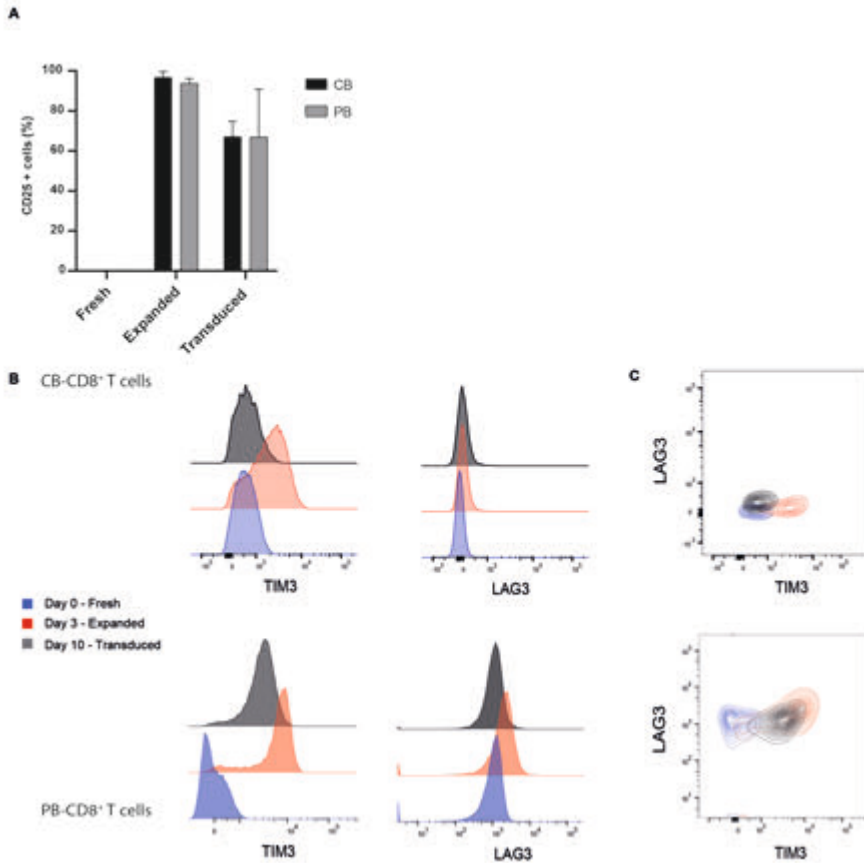 A
100
80
60
40
20
0
CD25 + cells (%)
CB
PB
Fresh
Expanded
Transduced
B
CB-CD8⁺ T cells
TIM3
LAG3
C
LAG3
TIM3
Day 0 - Fresh
Day 3 - Expanded
Day 10 - Transduced
PB-CD8⁺ T cells
TIM3
LAG3
LAG3
TIM3